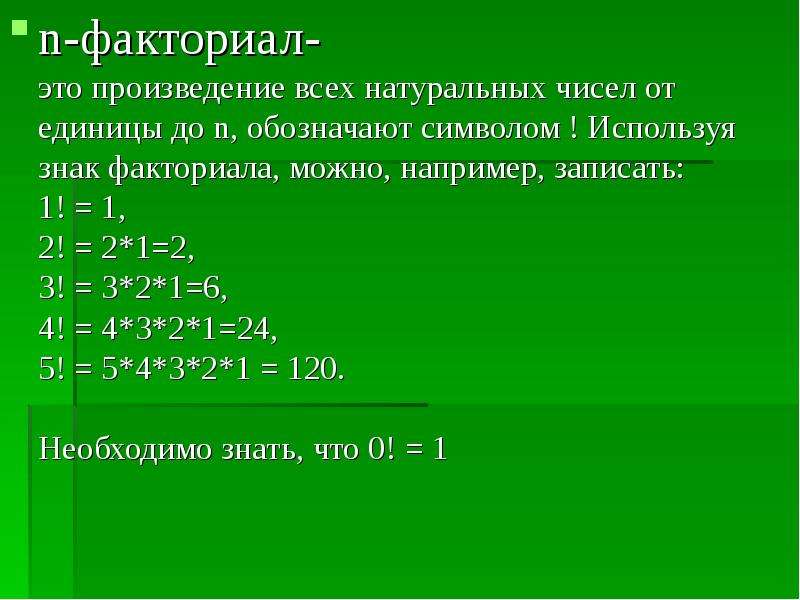 n-факториал-
это произведение всех натуральных чисел от
единицы до n, обозначают символом ! Используя
знак факториала, можно, например, записать:
1! = 1,
2! = 2*1=2,
3! = 3*2*1=6,
4! = 4*3*2*1=24,
5! = 5*4*3*2*1 = 120.
Необходимо знать, что 0! = 1